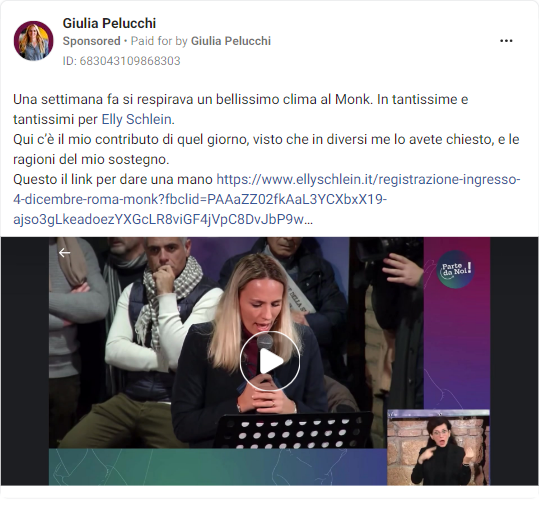 Giulia Pelucchi
Sponsored • Paid for by Giulia Pelucchi
ID: 683043109868303
Una settimana fa si respirava un bellissimo clima al Monk. In tantissime e
tantissimi per Elly Schlein.
Qui c'è il mio contributo di quel giorno, visto che in diversi me lo avete chiesto, e le
ragioni del mio sostegno.
Questo il link per dare una mano https://www.ellyschlein.it/registrazione-ingresso-
4-dicembre-roma-monk?fbclid=PAAaZZ02fkAaL3YCXbxX19-
ajso3gLkeadoezYXGcLR8viGF4jVpC8DvJbP9w...
Parte
da Noi!